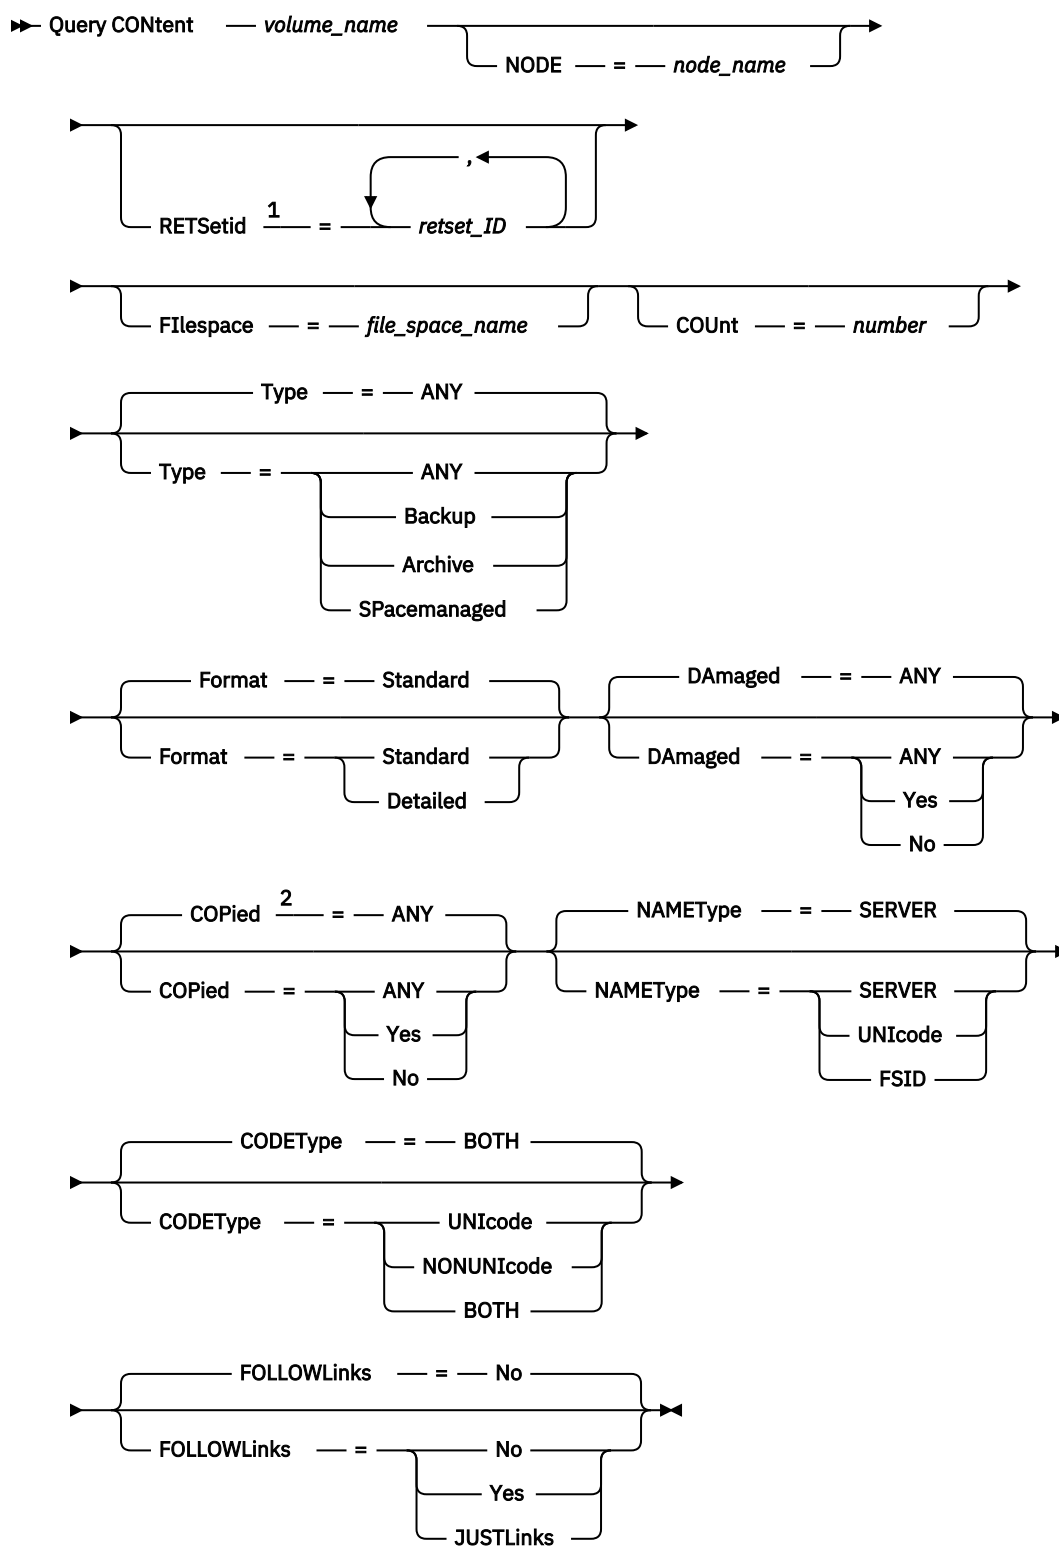 Query CONtent volume_name
NODE = node_name
,
RETSetid 1 = retset_ID
FIlespace = file_space_name COUnt = number
Type = ANY
Type = ANY
Backup
Archive
SPacemanaged
Format = Standard DAmaged = ANY
Format = Standard DAmaged = ANY
Detailed Yes
No
COPied 2 = ANY NAMEType = SERVER
COPied = ANY NAMEType = SERVER
Yes UNIcode
No FSID
CODEType = BOTH
CODEType = UNIcode
NONUNIcode
BOTH
FOLLOWLinks = No
FOLLOWLinks = No
Yes
JUSTLinks